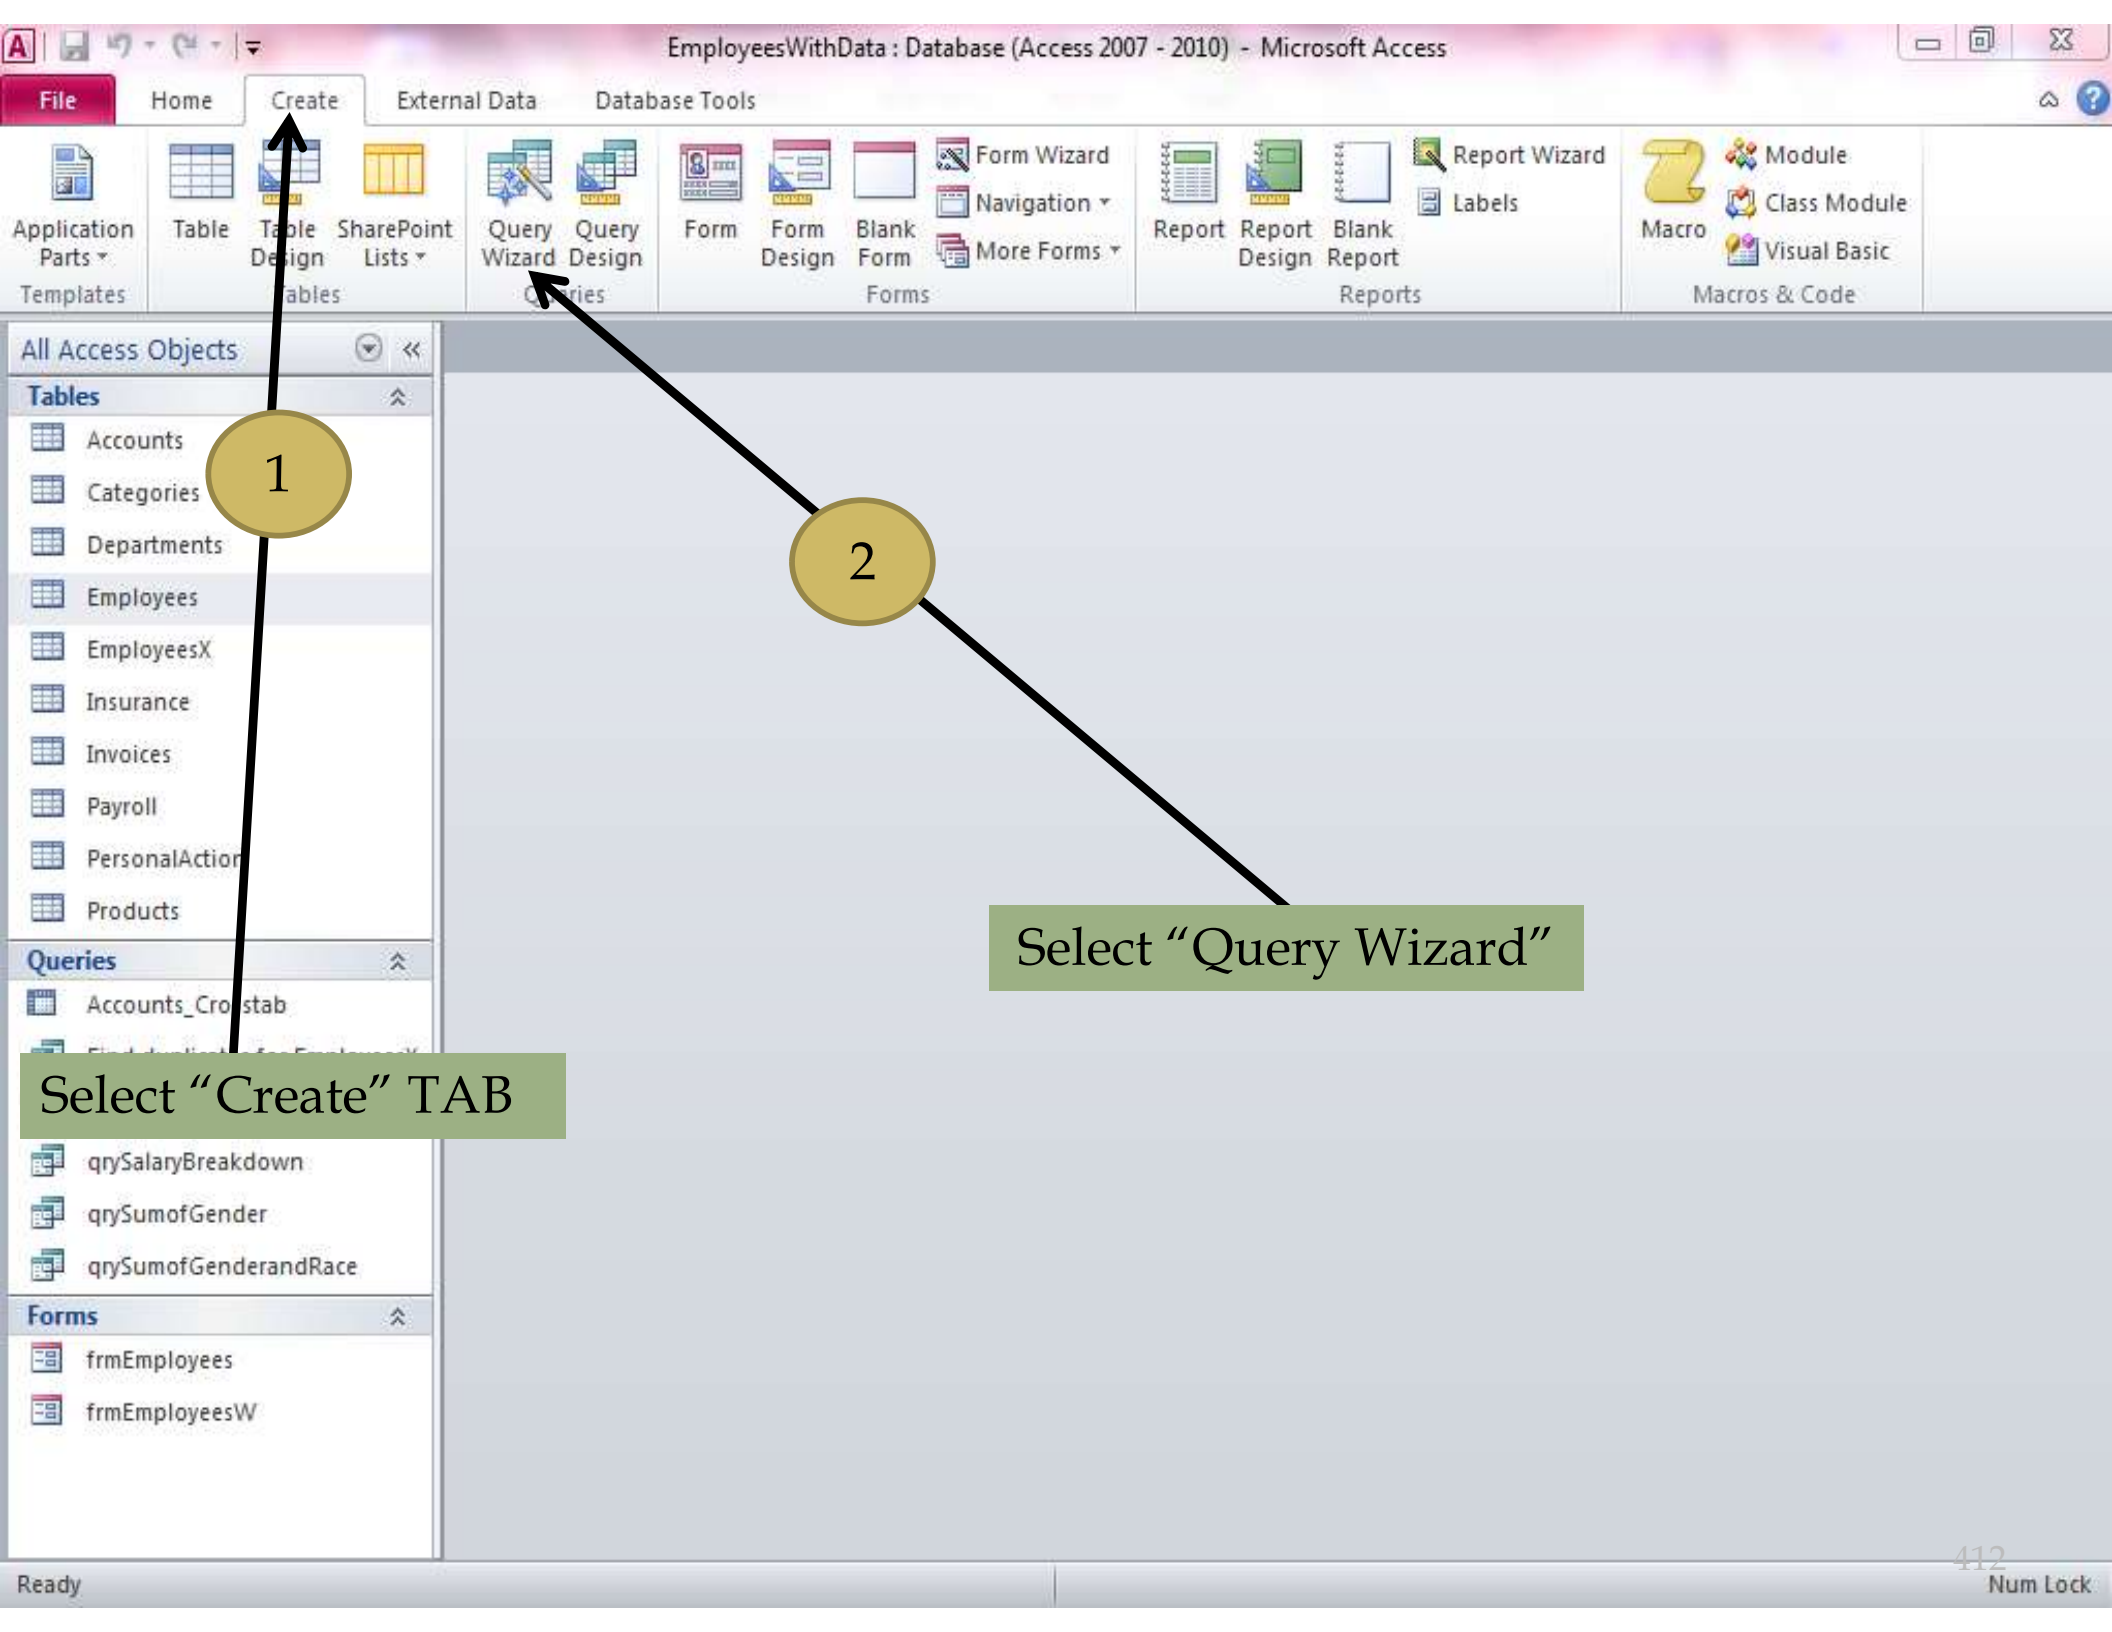 EmployeesWithData : Database (Access 2007 - 2010) - Microsoft Access
File Home Create External Data Database Tools
Application Parts
Table
Table Design
SharePoint Lists
Query Wizard
Query Design
Form
Form Design
Blank Form
Form Wizard
Navigation
More Forms
Report
Report Design
Blank Report
Report Wizard
Labels
Macro
Module
Class Module
Visual Basic
Templates Tables Queries Forms Reports Macros & Code
All Access Objects
Tables
Accounts
Categories
Departments
Employees
EmployeesX
Insurance
Invoices
Payroll
PersonalAction
Products
Queries
Accounts_Crosstab
qrySalaryBreakdown
qrySumofGender
qrySumofGenderandRace
Forms
frmEmployees
frmEmployeesW
1
2
Select “Query Wizard”
Select “Create” TAB
412
Ready
Num Lock